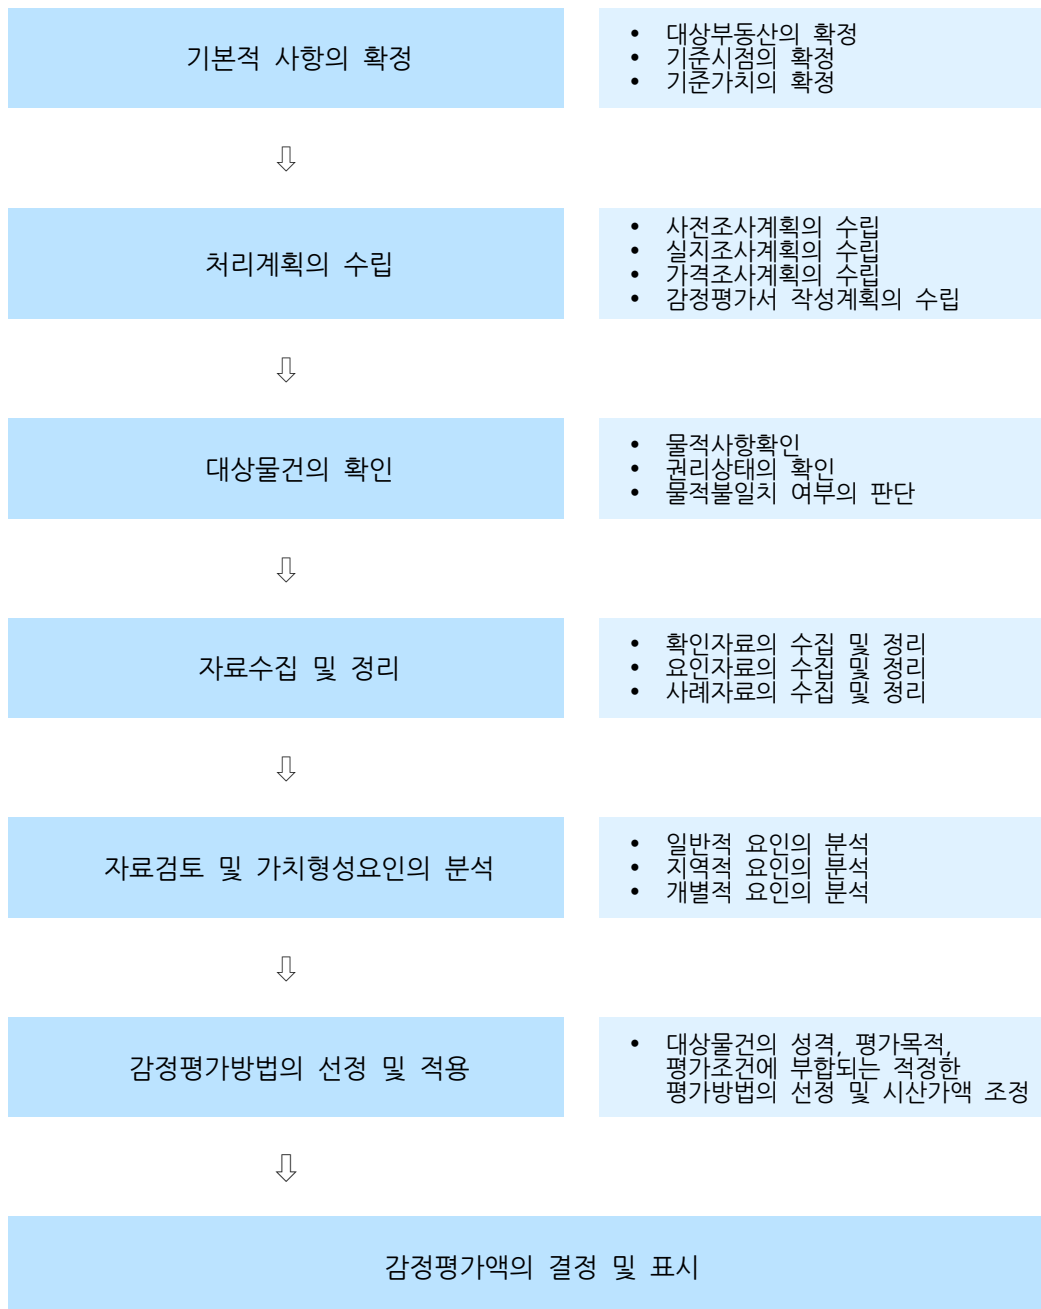 기본적 사항의 확정
• 대상부동산의 확정
• 기준시점의 확정
• 기준가치의 확정
⇩
처리계획의 수립
• 사전조사계획의 수립
• 실지조사계획의 수립
• 가격조사계획의 수립
• 감정평가서 작성계획의 수립
⇩
대상물건의 확인
• 물적사항확인
• 권리상태의 확인
• 물적불일치 여부의 판단
⇩
자료수집 및 정리
• 확인자료의 수집 및 정리
• 요인자료의 수집 및 정리
• 사례자료의 수집 및 정리
⇩
자료검토 및 가치형성요인의 분석
• 일반적 요인의 분석
• 지역적 요인의 분석
• 개별적 요인의 분석
⇩
감정평가방법의 선정 및 적용
• 대상물건의 성격, 평가목적,
평가조건에 부합되는 적정한
평가방법의 선정 및 시산가액 조정
⇩
감정평가액의 결정 및 표시